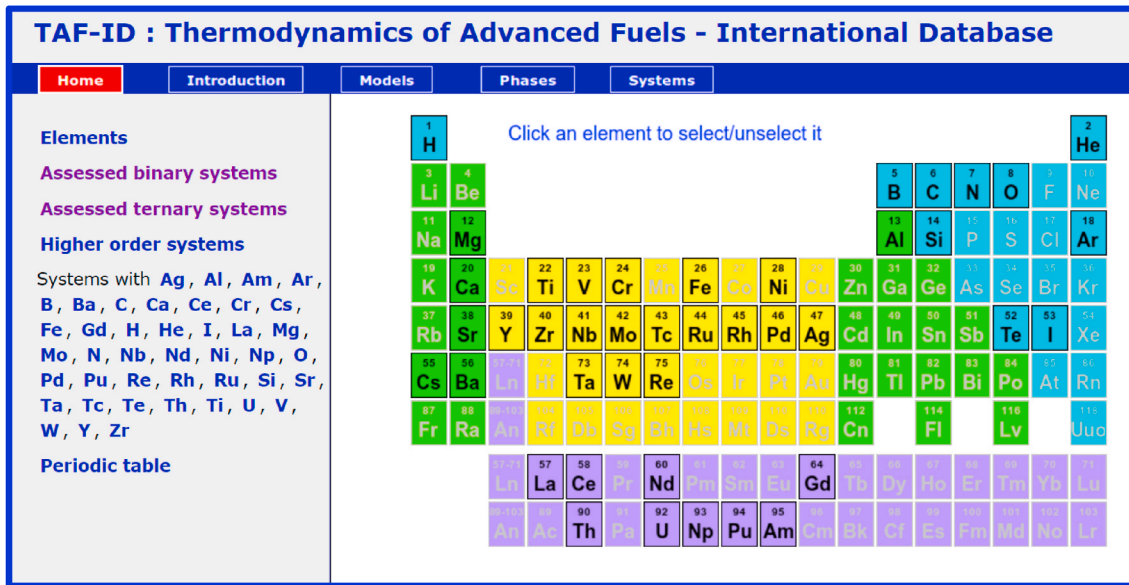 TAF-ID : Thermodynamics of Advanced Fuels - International Database
Home Introduction Models Phases Systems
Elements
Assessed binary systems
Assessed ternary systems
Higher order systems
Systems with Ag, Al, Am, Ar,
B, Ba, C, Ca, Ce, Cr, Cs,
Fe, Gd, H, He, I, La, Mg,
Mo, N, Nb, Nd, Ni, Np, O,
Pd, Pu, Re, Rh, Ru, Si, Sr,
Ta, Tc, Te, Th, Ti, U, V,
W, Y, Zr
Periodic table
Click an element to select/unselect it
1 2
H He
3 4 5 6 7 8 9 10
Li Be B C N O F Ne
11 12 13 14 15 16 17 18
Na Mg Al Si P S Cl Ar
19 20 21 22 23 24 25 26 27 28 29 30 31 32 33 34 35 36
K Ca Sc Ti V Cr Mn Fe Co Ni Cu Zn Ga Ge As Se Br Kr
37 38 39 40 41 42 43 44 45 46 47 48 49 50 51 52 53 54
Rb Sr Y Zr Nb Mo Tc Ru Rh Pd Ag Cd In Sn Sb Te I Xe
55 56 57-71 72 73 74 75 76 77 78 79 80 81 82 83 84 85 86
Cs Ba Ln Hf Ta W Re Os Ir Pt Au Hg Tl Pb Bi Po At Rn
87 88 89-103 104 105 106 107 108 109 110 111 112 114 116 118
Fr Ra An Rf Db Sg Bh Hs Mt Ds Rg Cn Fl Lv Uuo
57-71 57 58 59 60 61 62 63 64 65 66 67 68 69 70 71
Ln La Ce Pr Nd Pm Sm Eu Gd Tb Dy Ho Er Tm Yb Lu
89-103 89 90 91 92 93 94 95 96 97 98 99 100 101 102 103
An Ac Th Pa U Np Pu Am Cm Bk Cf Es Fm Md No Lr